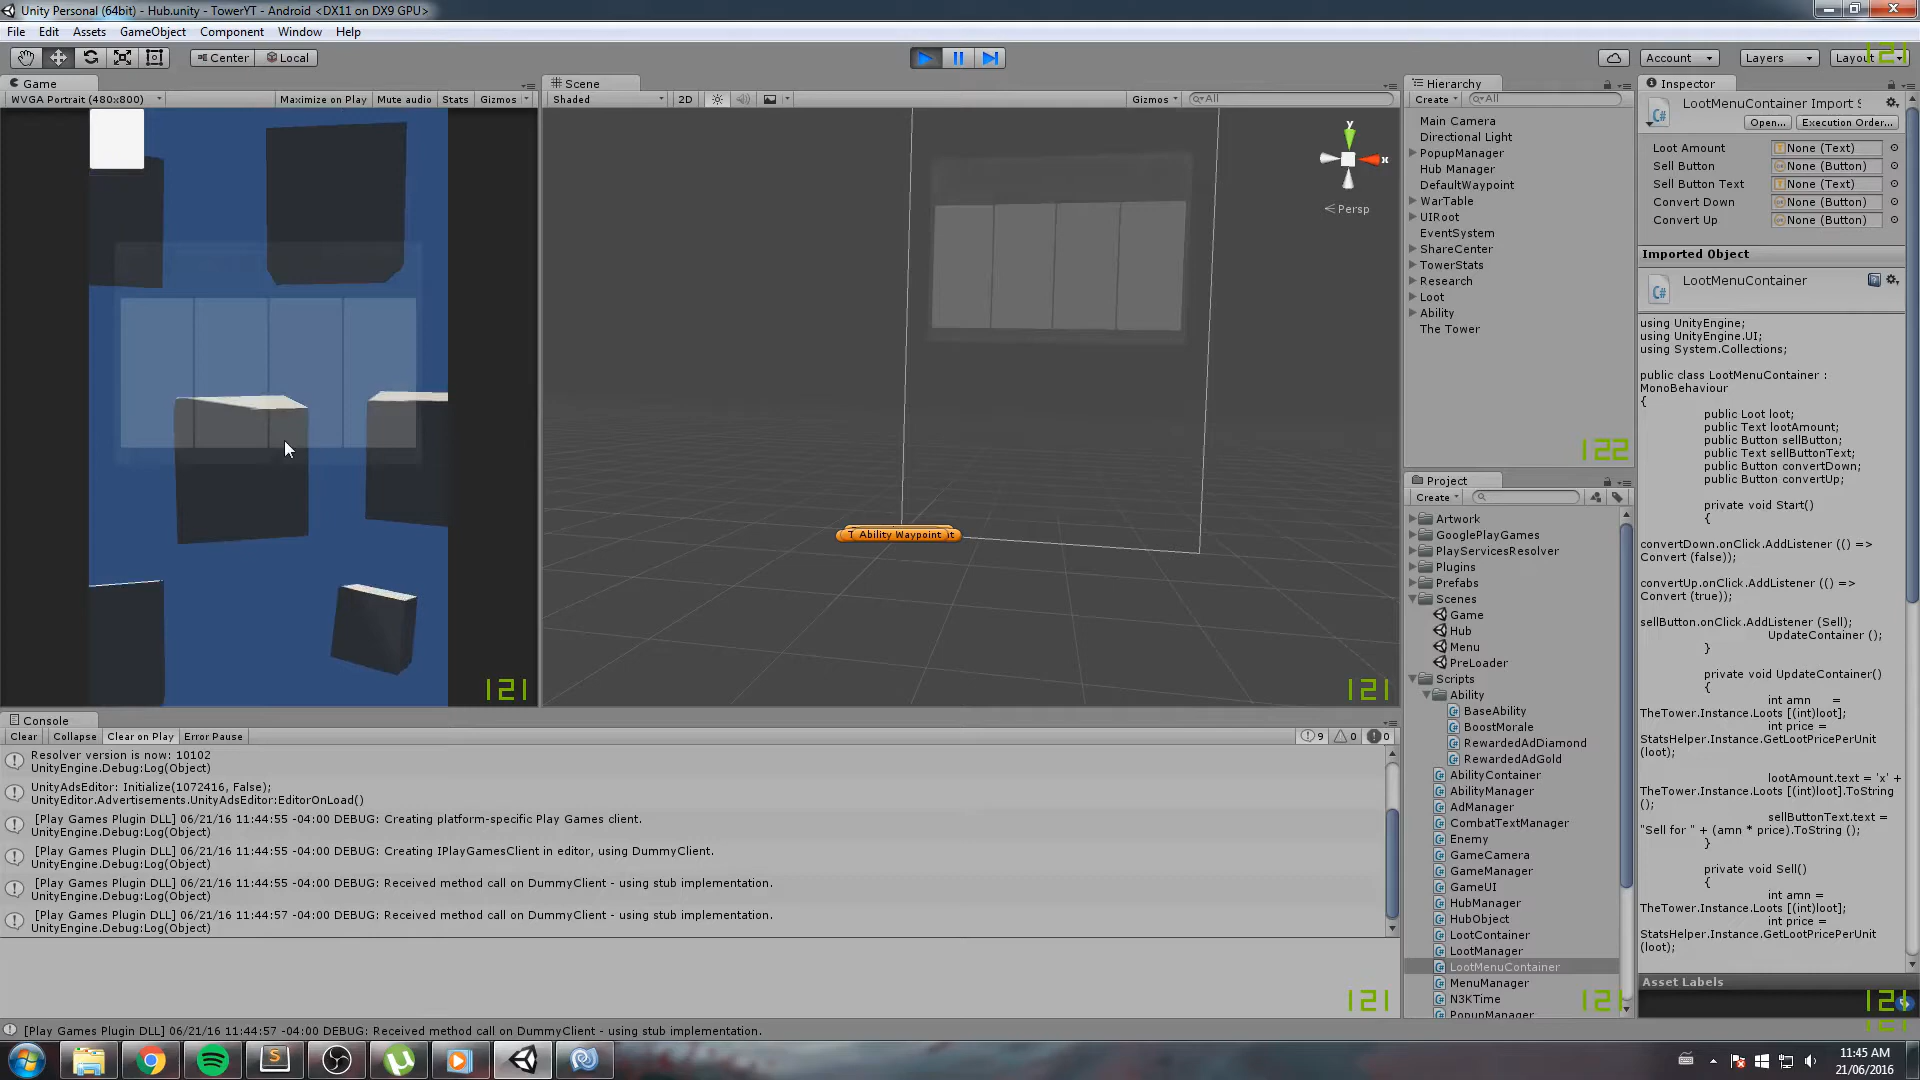 Unity Personal (64bit) - Hub.unity - TowerYT - Android <DX11 on DX9 GPU>
File Edit Assets GameObject Component Window Help
Center Local
Account Layers Layout
121
Game
WVGA Portrait (480x800) Maximize on Play Mute audio Stats Gizmos
121
Scene
Shaded 2D Gizmos All
y
x
Persp
Ability Waypoint
121
Hierarchy
Create All
Main Camera
Directional Light
PopupManager
Hub Manager
DefaultWaypoint
WarTable
UIRoot
EventSystem
ShareCenter
TowerStats
Research
Loot
Ability
The Tower
122
Project
Create
Artwork
GooglePlayGames
PlayServicesResolver
Plugins
Prefabs
Scenes
Game
Hub
Menu
PreLoader
Scripts
Ability
BaseAbility
BoostMorale
RewardedAdDiamond
RewardedAdGold
AbilityContainer
AbilityManager
AdManager
CombatTextManager
Enemy
GameCamera
GameManager
GameUI
HubManager
HubObject
LootContainer
LootManager
LootMenuContainer
MenuManager
N3KTime
PopupManager
121
Inspector
LootMenuContainer Import S
Open... Execution Order...
Loot Amount None (Text)
Sell Button None (Button)
Sell Button Text None (Text)
Convert Down None (Button)
Convert Up None (Button)
Imported Object
LootMenuContainer
using UnityEngine;
using UnityEngine.UI;
using System.Collections;
public class LootMenuContainer :
MonoBehaviour
{
public Loot loot;
public Text lootAmount;
public Button sellButton;
public Text sellButtonText;
public Button convertDown;
public Button convertUp;
private void Start()
{
convertDown.onClick.AddListener (() =>
Convert (false));
convertUp.onClick.AddListener (() =>
Convert (true));
sellButton.onClick.AddListener (Sell);
UpdateContainer ();
}
private void UpdateContainer()
{
int amn =
TheTower.Instance.Loots [(int)loot];
int price =
StatsHelper.Instance.GetLootPricePerUnit
(loot);
lootAmount.text = 'x' +
TheTower.Instance.Loots [(int)loot].ToString
();
sellButtonText.text =
"Sell for " + (amn * price).ToString ();
}
private void Sell()
{
int amn =
TheTower.Instance.Loots [(int)loot];
int price =
StatsHelper.Instance.GetLootPricePerUnit
(loot);
Asset Labels
121
Console
Clear Collapse Clear on Play Error Pause 9 0 0
Resolver version is now: 10102
UnityEngine.Debug:Log(Object)
UnityAdsEditor: Initialize(1072416, False);
UnityEditor.Advertisements.UnityAdsEditor:EditorOnLoad()
[Play Games Plugin DLL] 06/21/16 11:44:55 -04:00 DEBUG: Creating platform-specific Play Games client.
UnityEngine.Debug:Log(Object)
[Play Games Plugin DLL] 06/21/16 11:44:55 -04:00 DEBUG: Creating IPlayGamesClient in editor, using DummyClient.
UnityEngine.Debug:Log(Object)
[Play Games Plugin DLL] 06/21/16 11:44:55 -04:00 DEBUG: Received method call on DummyClient - using stub implementation.
UnityEngine.Debug:Log(Object)
[Play Games Plugin DLL] 06/21/16 11:44:57 -04:00 DEBUG: Received method call on DummyClient - using stub implementation.
UnityEngine.Debug:Log(Object)
121
[Play Games Plugin DLL] 06/21/16 11:44:57 -04:00 DEBUG: Received method call on DummyClient - using stub implementation.
11:45 AM
21/06/2016